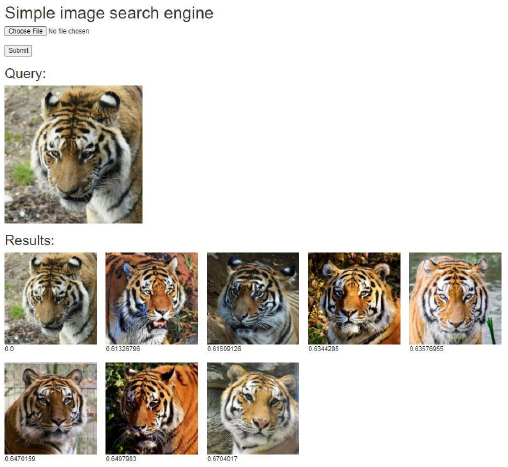 Simple image search engine
Choose File No file chosen
Submit
Query:
Results:
0.0 0.61326796 0.61509126 0.6344285 0.63576955
0.6470159 0.6497983 0.6704017